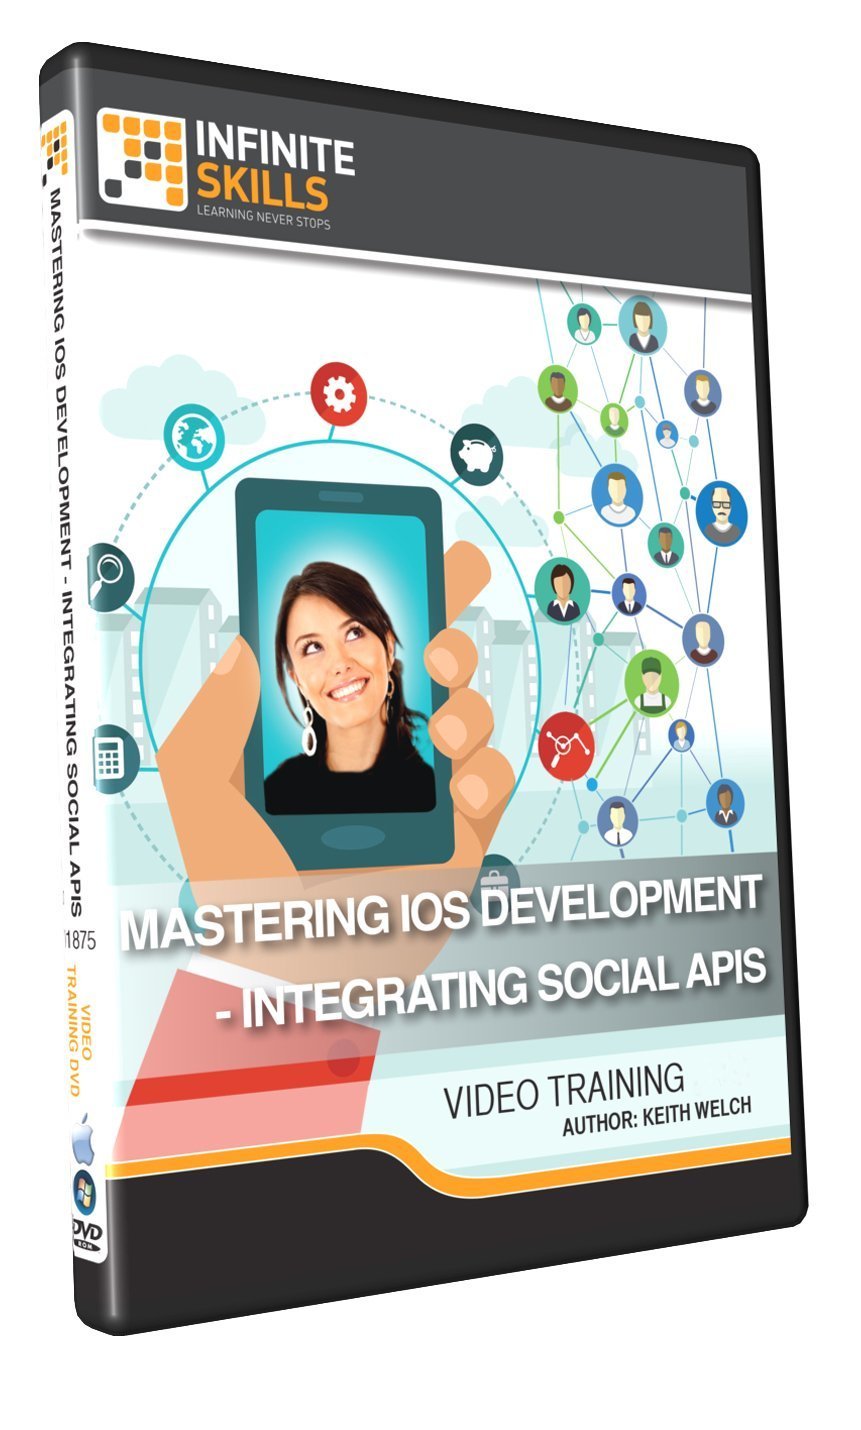 INFINITE
SKILLS
LEARNING NEVER STOPS
MASTERING IOS DEVELOPMENT
- INTEGRATING SOCIAL APIS
VIDEO TRAINING
AUTHOR: KEITH WELCH
MASTERING IOS DEVELOPMENT - INTEGRATING SOCIAL APIS
1875
VIDEO
TRAINING DVD
DVD
ROM